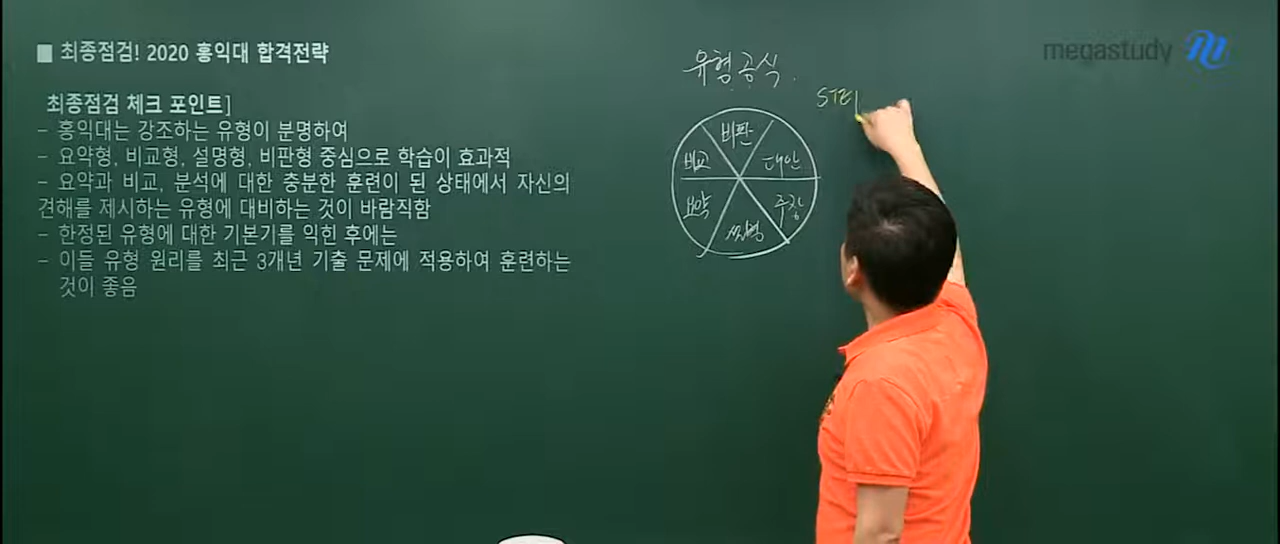 ■ 최종점검! 2020 홍익대 합격전략
최종점검 체크 포인트]
– 홍익대는 강조하는 유형이 분명하여
– 요약형, 비교형, 설명형, 비판형 중심으로 학습이 효과적
– 요약과 비교, 분석에 대한 충분한 훈련이 된 상태에서 자신의
견해를 제시하는 유형에 대비하는 것이 바람직함
– 한정된 유형에 대한 기본기를 익힌 후에는
– 이들 유형 원리를 최근 3개년 기출 문제에 적용하여 훈련하는
것이 좋음
megastudy
유형공식.
STEP
비판
비교
대안
요약
주장
설명